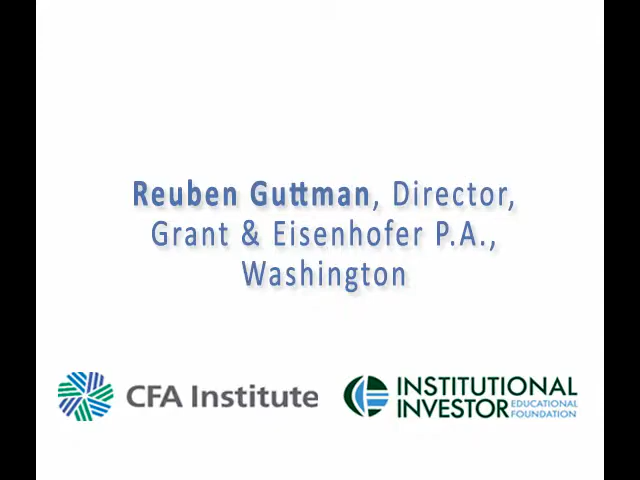 Reuben Guttman, Director,
Grant & Eisenhofer P.A.,
Washington
CFA Institute
INSTITUTIONAL
INVESTOR EDUCATIONAL
FOUNDATION